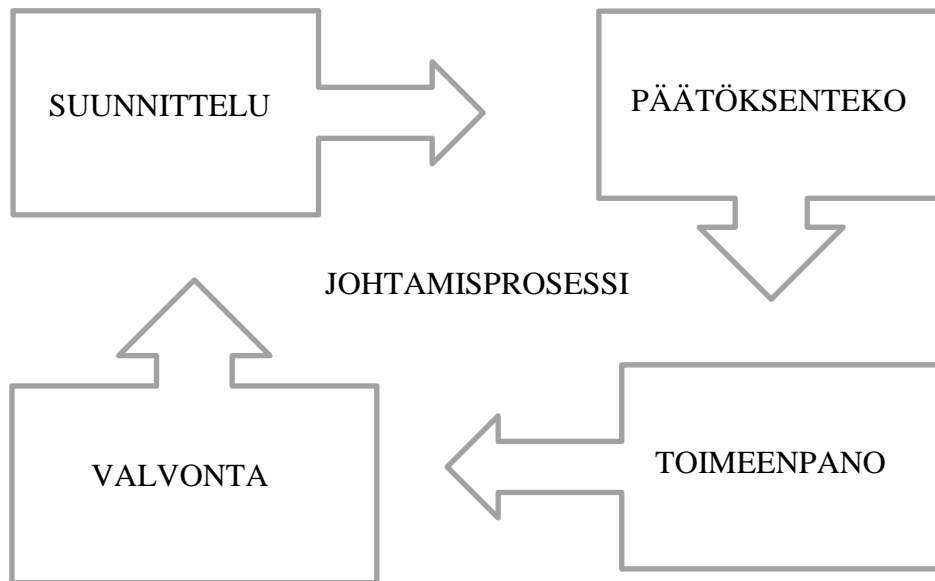 SUUNNITTELU
PÄÄTÖKSENTEKO
JOHTAMISPROSESSI
VALVONTA
TOIMEENPANO